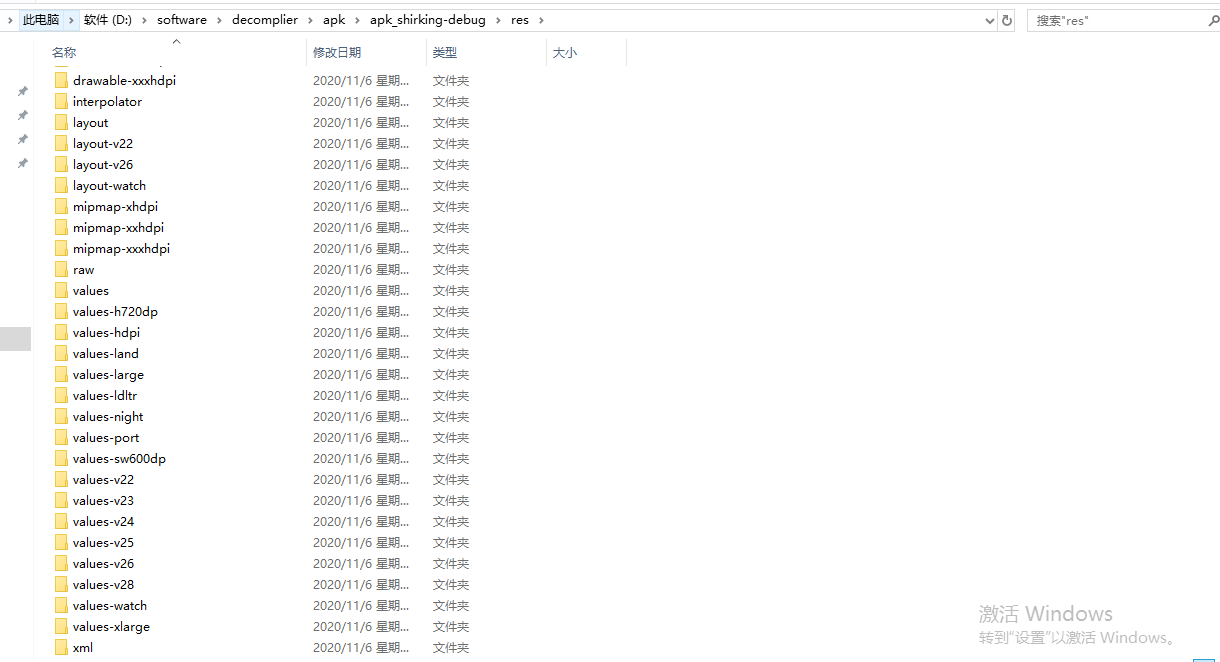 此电脑 软件 (D:) software decomplier apk apk_shirking-debug res 搜索"res"
名称 修改日期 类型 大小
drawable-xxxhdpi 2020/11/6 星期... 文件夹
interpolator 2020/11/6 星期... 文件夹
layout 2020/11/6 星期... 文件夹
layout-v22 2020/11/6 星期... 文件夹
layout-v26 2020/11/6 星期... 文件夹
layout-watch 2020/11/6 星期... 文件夹
mipmap-xhdpi 2020/11/6 星期... 文件夹
mipmap-xxhdpi 2020/11/6 星期... 文件夹
mipmap-xxxhdpi 2020/11/6 星期... 文件夹
raw 2020/11/6 星期... 文件夹
values 2020/11/6 星期... 文件夹
values-h720dp 2020/11/6 星期... 文件夹
values-hdpi 2020/11/6 星期... 文件夹
values-land 2020/11/6 星期... 文件夹
values-large 2020/11/6 星期... 文件夹
values-ldltr 2020/11/6 星期... 文件夹
values-night 2020/11/6 星期... 文件夹
values-port 2020/11/6 星期... 文件夹
values-sw600dp 2020/11/6 星期... 文件夹
values-v22 2020/11/6 星期... 文件夹
values-v23 2020/11/6 星期... 文件夹
values-v24 2020/11/6 星期... 文件夹
values-v25 2020/11/6 星期... 文件夹
values-v26 2020/11/6 星期... 文件夹
values-v28 2020/11/6 星期... 文件夹
values-watch 2020/11/6 星期... 文件夹
values-xlarge 2020/11/6 星期... 文件夹
xml 2020/11/6 星期... 文件夹
激活 Windows
转到"设置"以激活 Windows。